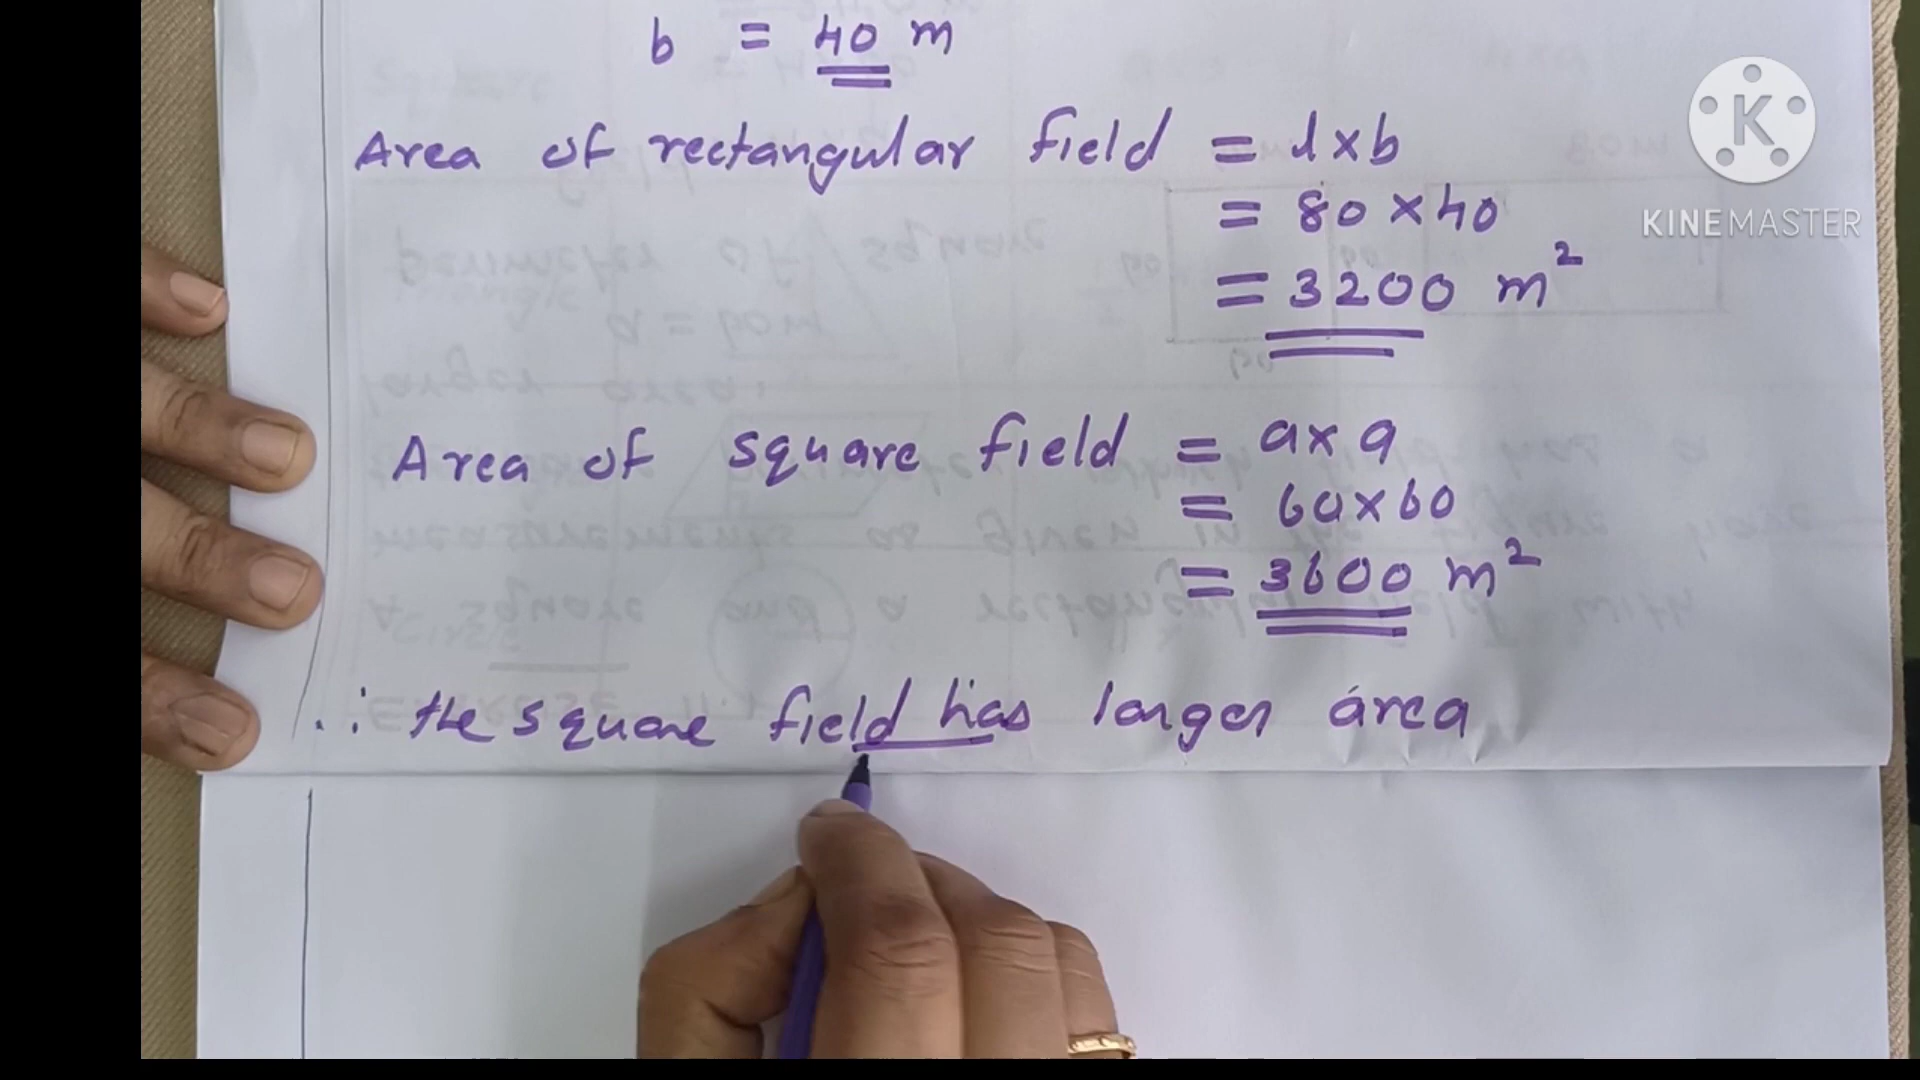 b = 40 m
Area of rectangular field = l x b
= 80 x 40
= 3200 m²
Area of square field = a x a
= 60 x 60
= 3600 m²
∴ the square field has larger area
K
KINEMASTER